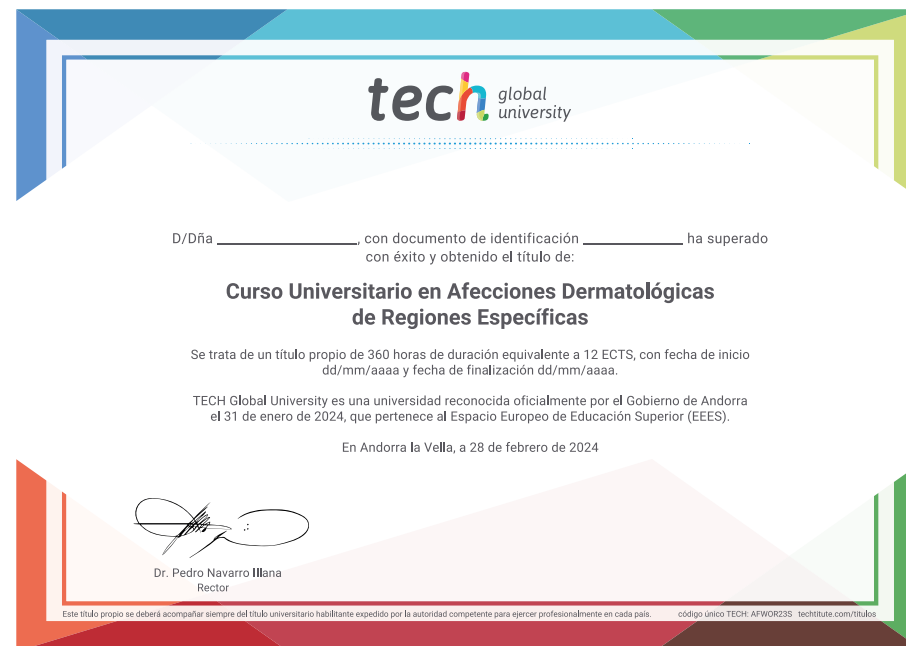 tech global university
D/Dña ____________________, con documento de identificación ______________ ha superado
con éxito y obtenido el título de:
Curso Universitario en Afecciones Dermatológicas
de Regiones Específicas
Se trata de un título propio de 360 horas de duración equivalente a 12 ECTS, con fecha de inicio
dd/mm/aaaa y fecha de finalización dd/mm/aaaa.
TECH Global University es una universidad reconocida oficialmente por el Gobierno de Andorra
el 31 de enero de 2024, que pertenece al Espacio Europeo de Educación Superior (EEES).
En Andorra la Vella, a 28 de febrero de 2024
Dr. Pedro Navarro Illana
Rector
Este título propio se deberá acompañar siempre del título universitario habilitante expedido por la autoridad competente para ejercer profesionalmente en cada país. código único TECH: AFWOR23S techtitute.com/titulos